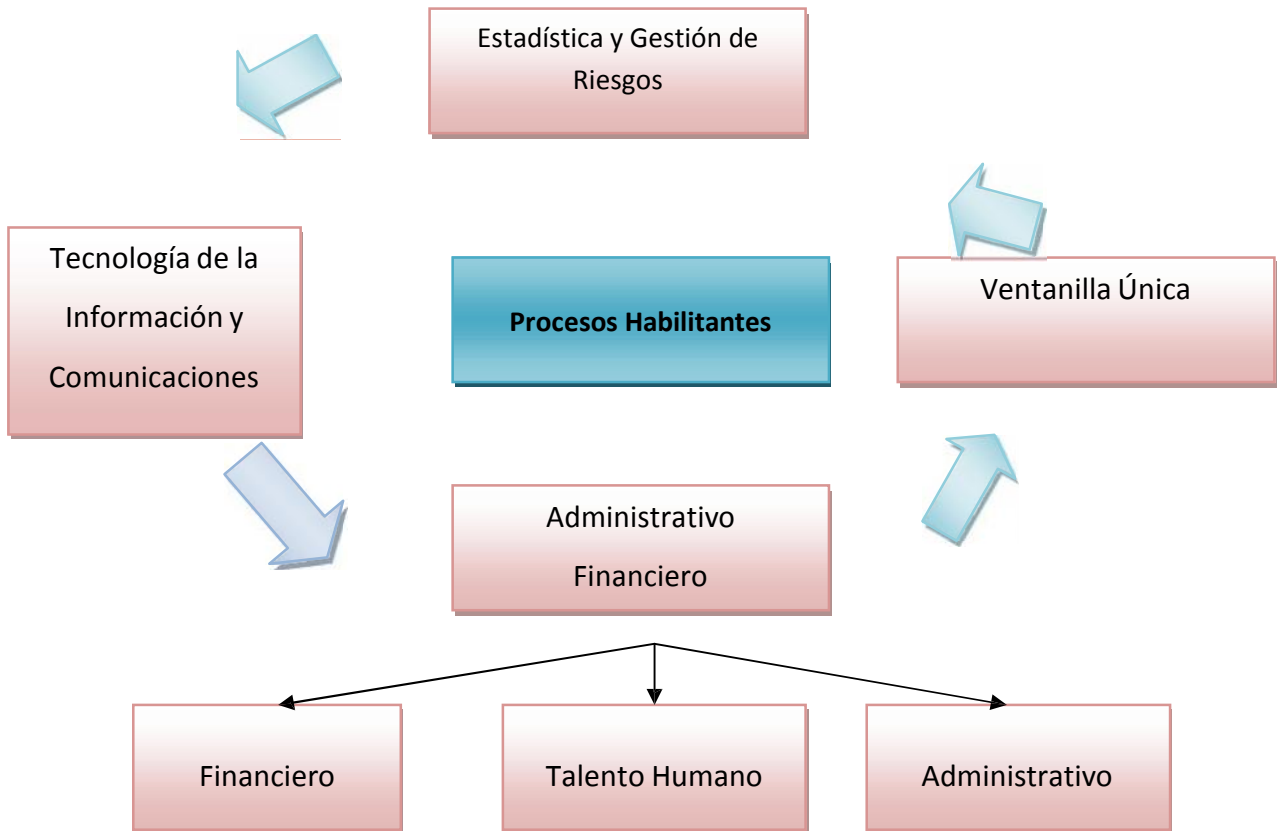 Estadística y Gestión de
Riesgos
Tecnología de la
Información y
Comunicaciones
Procesos Habilitantes
Ventanilla Única
Administrativo
Financiero
Financiero
Talento Humano
Administrativo